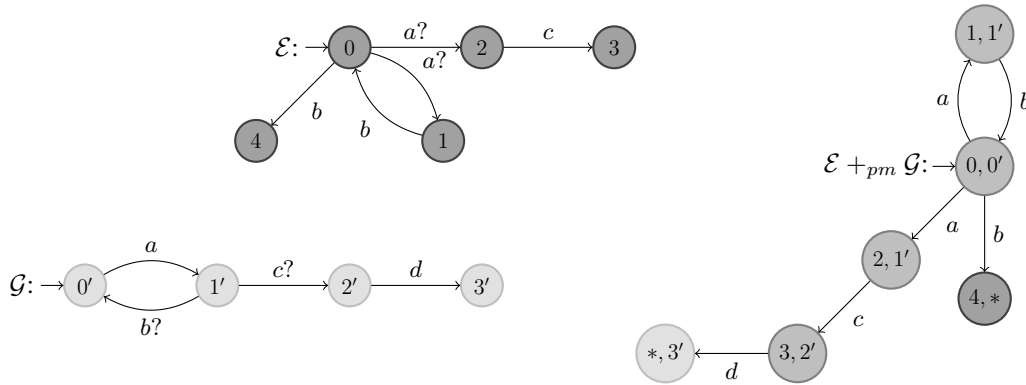 ℰ: 0 a? a? 2 c 3
b b
4 1
𝒢: 0′ a b? 1′ c? 2′ d 3′
1, 1′
a b
ℰ +ₚₘ 𝒢: 0, 0′
a b
2, 1′
4, *
c
*, 3′ d 3, 2′